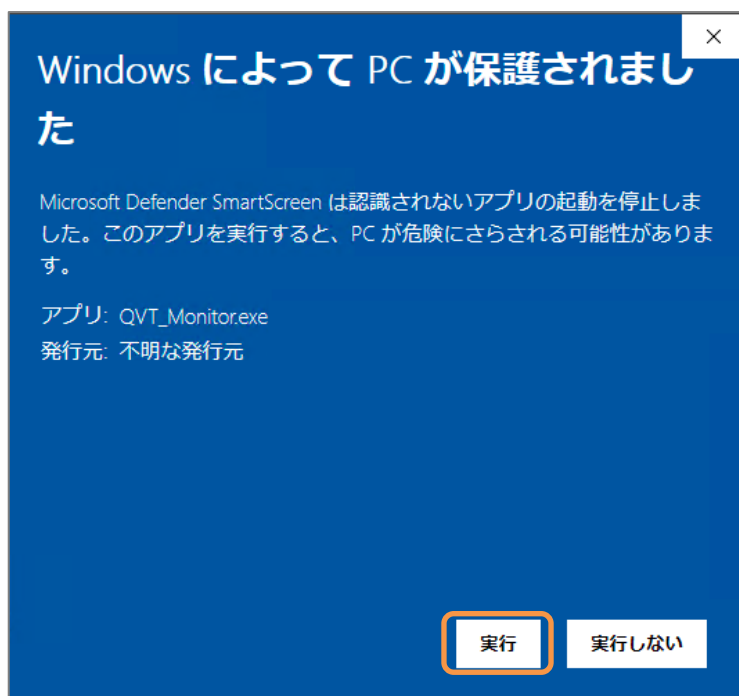 Windows によって PC が保護されまし
た
Microsoft Defender SmartScreen は認識されないアプリの起動を停止しま
した。このアプリを実行すると、PC が危険にさらされる可能性がありま
す。
アプリ: QVT_Monitor.exe
発行元: 不明な発行元
実行 実行しない